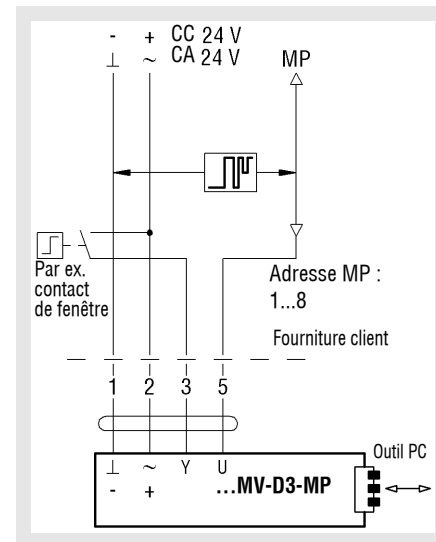 - + CC 24 V
⊥ ~ CA 24 V
MP
Par ex.
contact
de fenêtre
Adresse MP :
1...8
Fourniture client
1 2 3 5
Outil PC
⊥ ~ Y U
- + ...MV-D3-MP